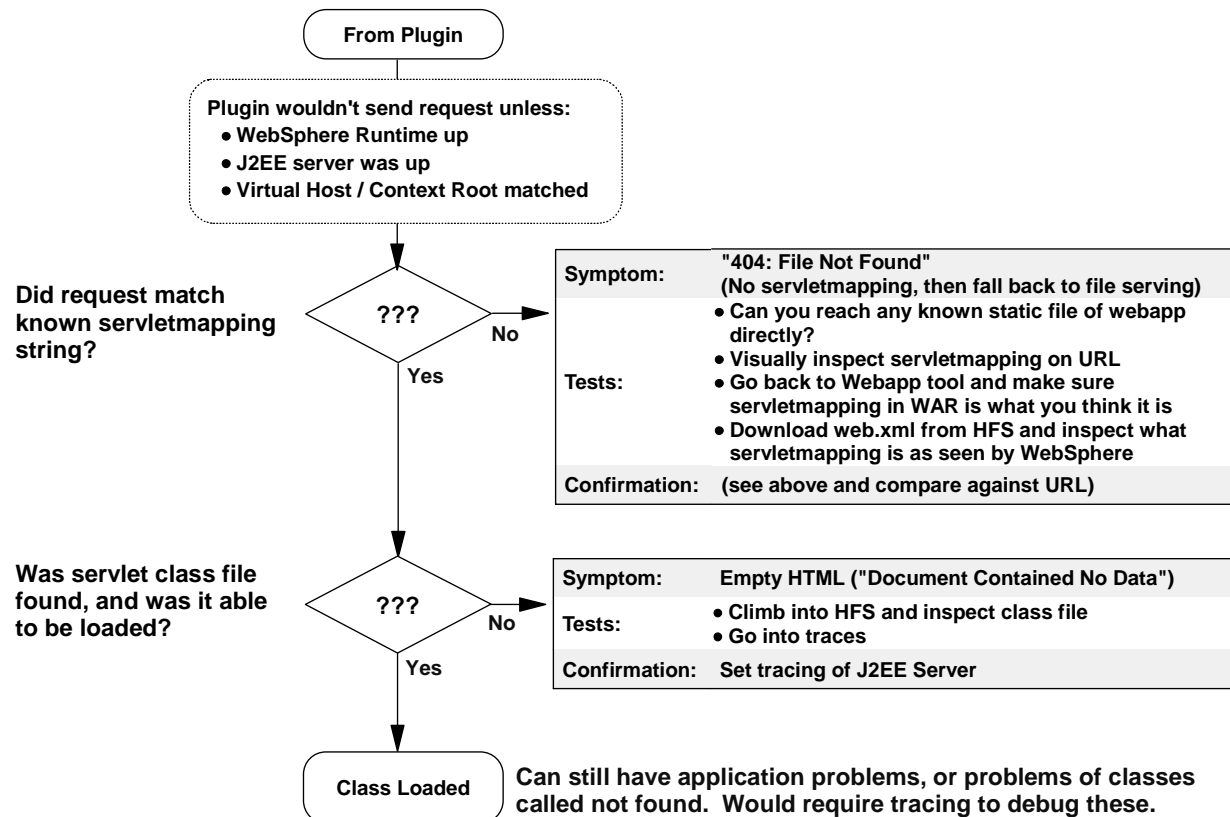 From Plugin
Plugin wouldn't send request unless:
● WebSphere Runtime up
● J2EE server was up
● Virtual Host / Context Root matched
Did request match
known servletmapping
string?
???
No
Yes
Symptom: "404: File Not Found"
(No servletmapping, then fall back to file serving)
Tests:
● Can you reach any known static file of webapp
directly?
● Visually inspect servletmapping on URL
● Go back to Webapp tool and make sure
servletmapping in WAR is what you think it is
● Download web.xml from HFS and inspect what
servletmapping is as seen by WebSphere
Confirmation: (see above and compare against URL)
Was servlet class file
found, and was it able
to be loaded?
???
No
Yes
Symptom: Empty HTML ("Document Contained No Data")
Tests:
● Climb into HFS and inspect class file
● Go into traces
Confirmation: Set tracing of J2EE Server
Class Loaded
Can still have application problems, or problems of classes
called not found. Would require tracing to debug these.